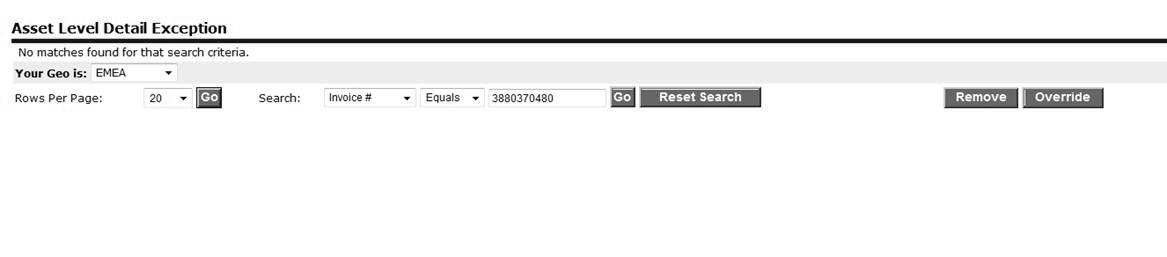 Asset Level Detail Exception
No matches found for that search criteria.
Your Geo is: EMEA
Rows Per Page: 20 Go Search: Invoice # Equals 3880370480 Go Reset Search Remove Override